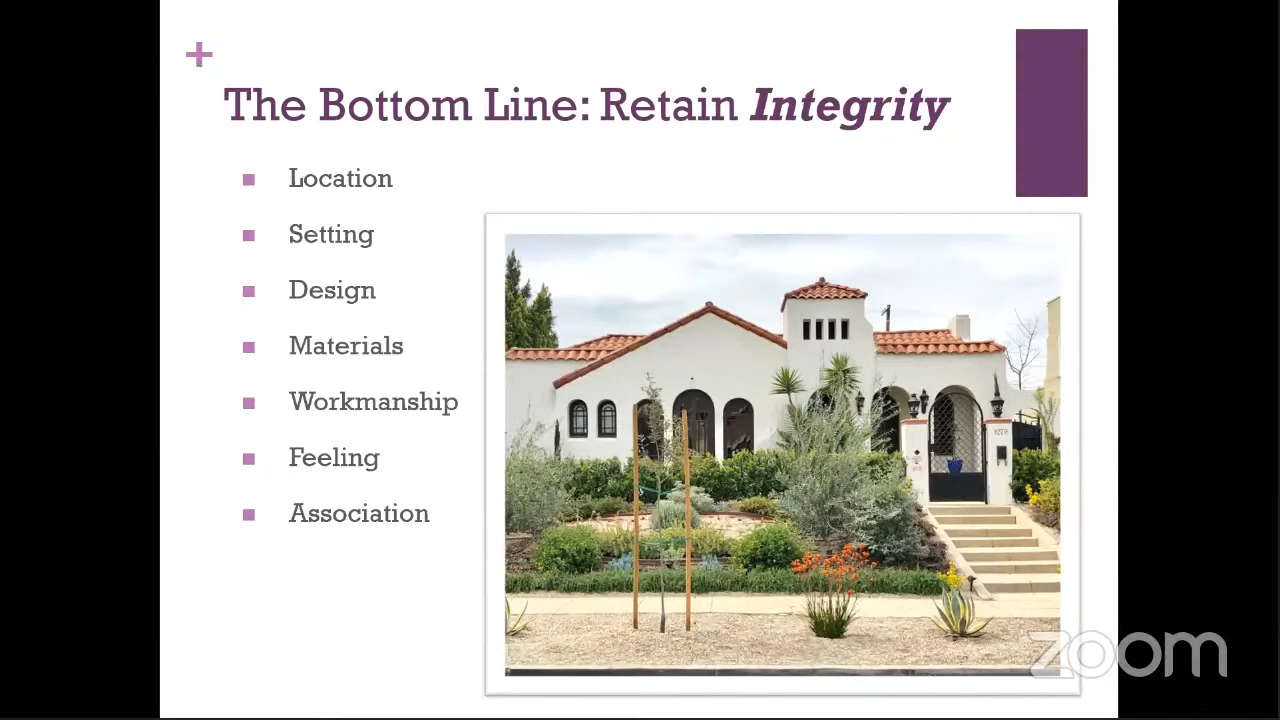 +
The Bottom Line: Retain Integrity
Location
Setting
Design
Materials
Workmanship
Feeling
Association
zoom